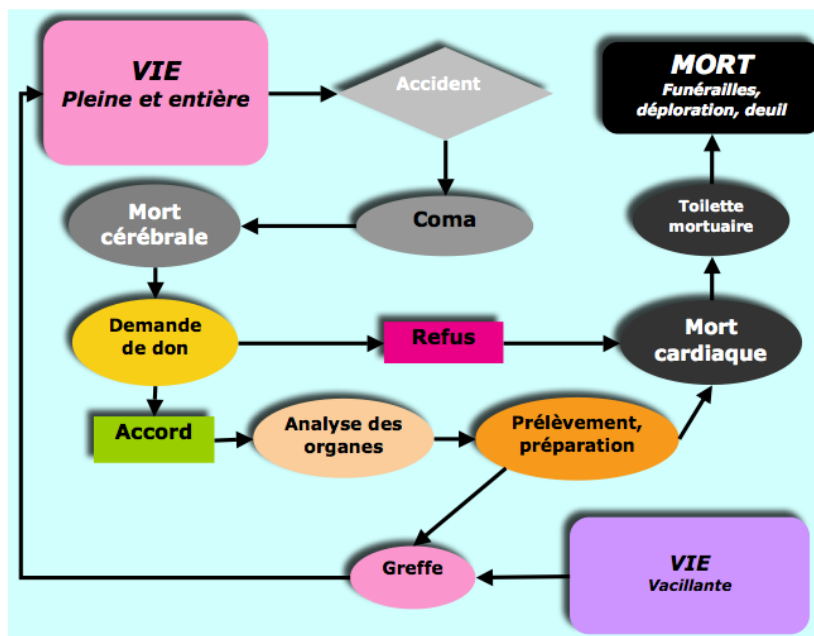 VIE
Pleine et entière
Accident
MORT
Funérailles,
déploration, deuil
Mort
cérébrale
Coma
Toilette
mortuaire
Demande
de don
Refus
Mort
cardiaque
Accord
Analyse des
organes
Prélèvement,
préparation
Greffe
VIE
Vacillante